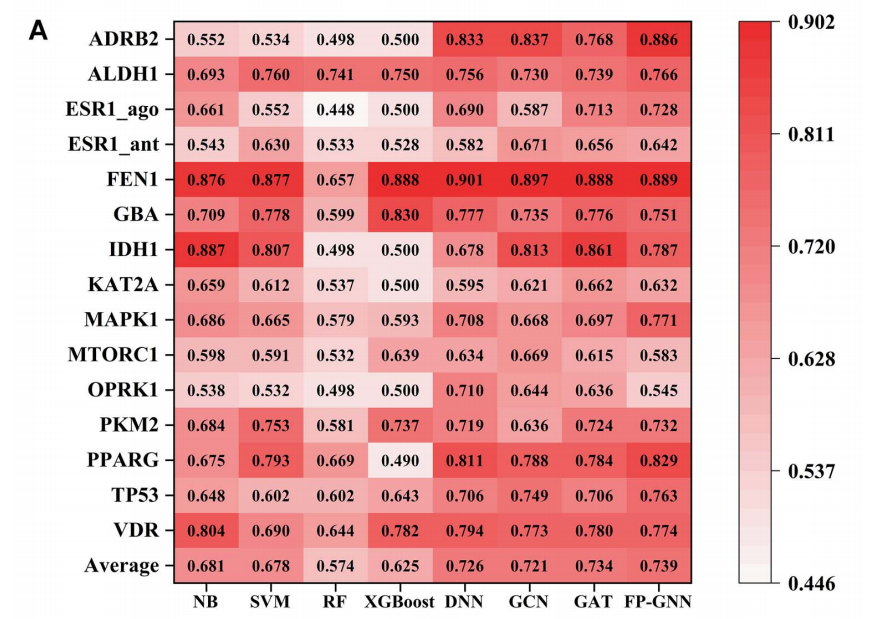 A
ADRB2 0.552 0.534 0.498 0.500 0.833 0.837 0.768 0.886
ALDH1 0.693 0.760 0.741 0.750 0.756 0.730 0.739 0.766
ESR1_ago 0.661 0.552 0.448 0.500 0.690 0.587 0.713 0.728
ESR1_ant 0.543 0.630 0.533 0.528 0.582 0.671 0.656 0.642
FEN1 0.876 0.877 0.657 0.888 0.901 0.897 0.888 0.889
GBA 0.709 0.778 0.599 0.830 0.777 0.735 0.776 0.751
IDH1 0.887 0.807 0.498 0.500 0.678 0.813 0.861 0.787
KAT2A 0.659 0.612 0.537 0.500 0.595 0.621 0.662 0.632
MAPK1 0.686 0.665 0.579 0.593 0.708 0.668 0.697 0.771
MTORC1 0.598 0.591 0.532 0.639 0.634 0.669 0.615 0.583
OPRK1 0.538 0.532 0.498 0.500 0.710 0.644 0.636 0.545
PKM2 0.684 0.753 0.581 0.737 0.719 0.636 0.724 0.732
PPARG 0.675 0.793 0.669 0.490 0.811 0.788 0.784 0.829
TP53 0.648 0.602 0.602 0.643 0.706 0.749 0.706 0.763
VDR 0.804 0.690 0.644 0.782 0.794 0.773 0.780 0.774
Average 0.681 0.678 0.574 0.625 0.726 0.721 0.734 0.739
NB SVM RF XGBoost DNN GCN GAT FP-GNN
0.902
0.811
0.720
0.628
0.537
0.446